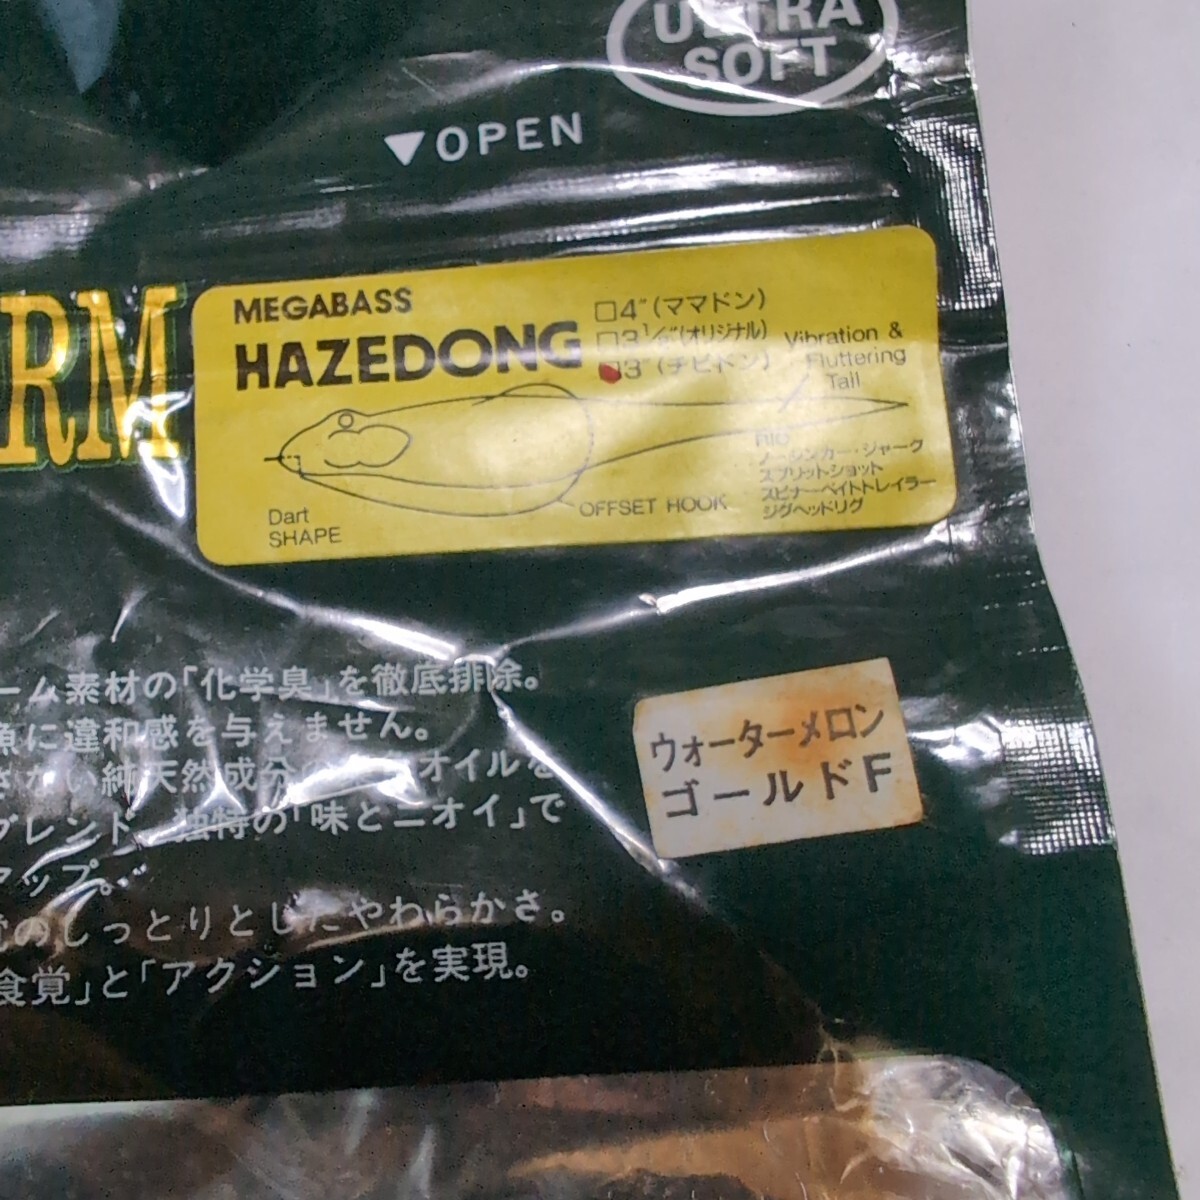 ULTRA
SOFT
▼OPEN
RM
MEGABASS
HAZEDONG
□4"(ママドン)
□3 1/2"(オリジナル)
3"(チビドン)
Vibration &
Fluttering
Tail
RIG
ノーシンカー・ジャーク
スプリットショット
スピナーベイトトレイラー
ジグヘッドリグ
OFFSET HOOK
Dart
SHAPE
ーム素材の「化学臭」を徹底排除。
に違和感を与えません。
純天然成分 オイルを
ブレンド 独特の「味とニオイ」で
アップ。
のしっとりとしたやわらかさ。
食覚」と「アクション」を実現。
ウォーターメロン
ゴールドF